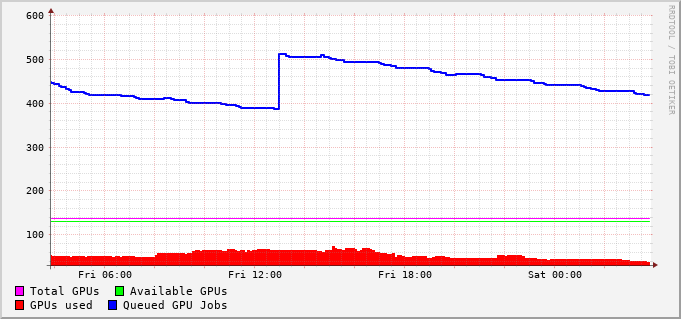 600
500
400
300
200
100
Fri 06:00 Fri 12:00 Fri 18:00 Sat 00:00
Total GPUs Available GPUs
GPUs used Queued GPU Jobs
RRDTOOL / TOBI OETIKER